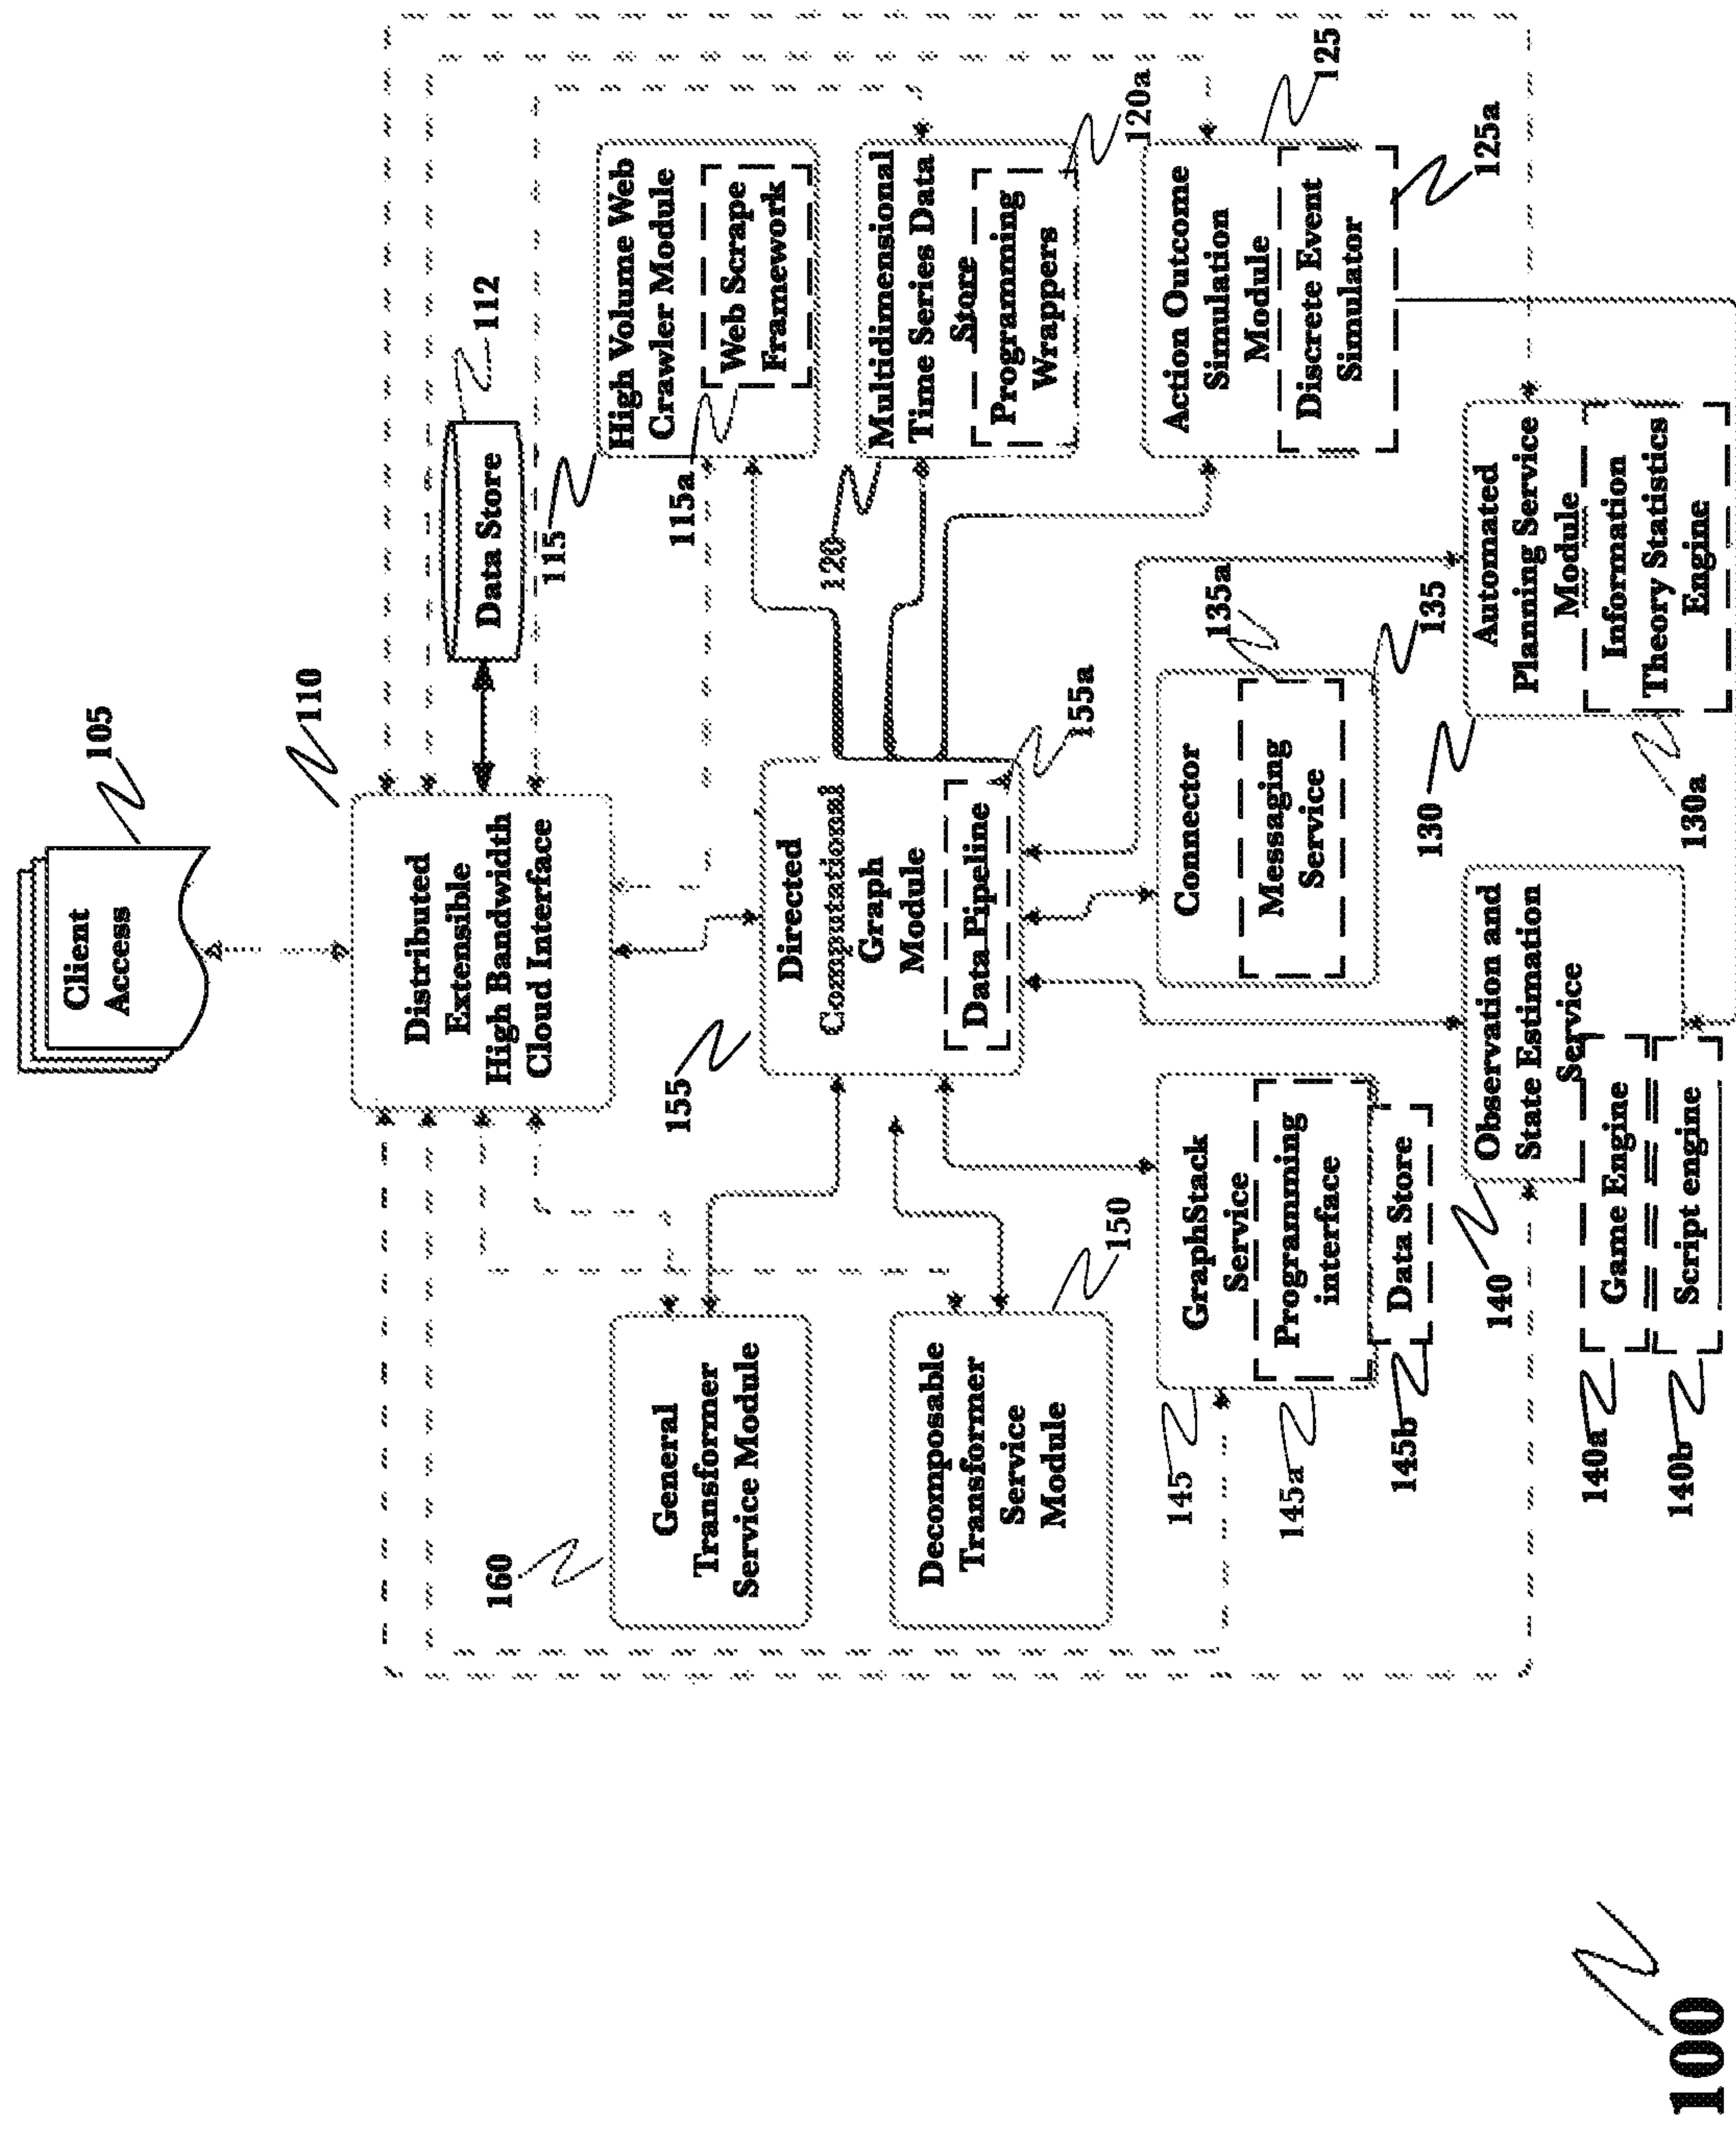 Client
Access
105
Distributed
Extensible
High Bandwidth
Cloud Interface
110
Data Store
112
160
General
Transformer
Service Module
155
Directed
Computational
Graph
Module
Data Pipeline
155a
115
High Volume Web
Crawler Module
115a
Web Scrape
Framework
Decomposable
Transformer
Service
Module
150
120
Multidimensional
Time Series Data
Store
Programming
Wrappers
120a
145
GraphStack
Service
145a
Programming
interface
145b
Data Store
Connector
Messaging
Service
135a
135
Action Outcome
Simulation
Module
125
Discrete Event
Simulator
125a
140
Observation and
State Estimation
Service
140a
Game Engine
140b
Script engine
130
Automated
Planning Service
Module
130a
Information
Theory Statistics
Engine
100